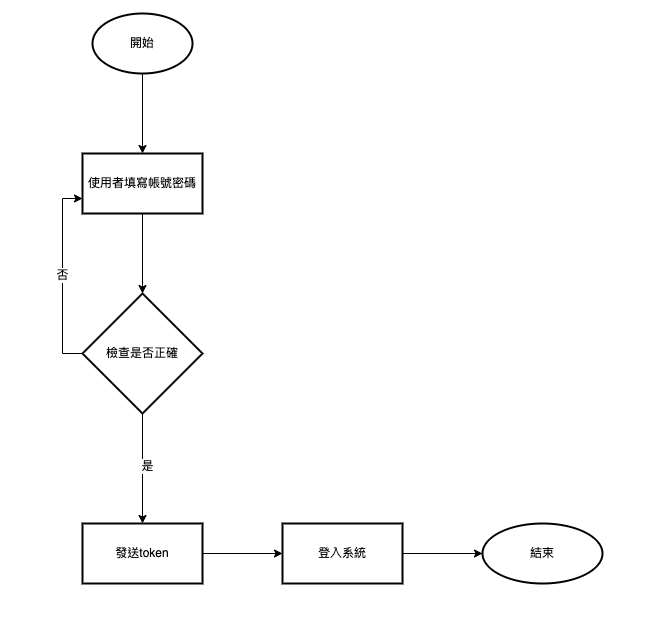 開始
使用者填寫帳號密碼
否
檢查是否正確
是
發送token
登入系統
結束